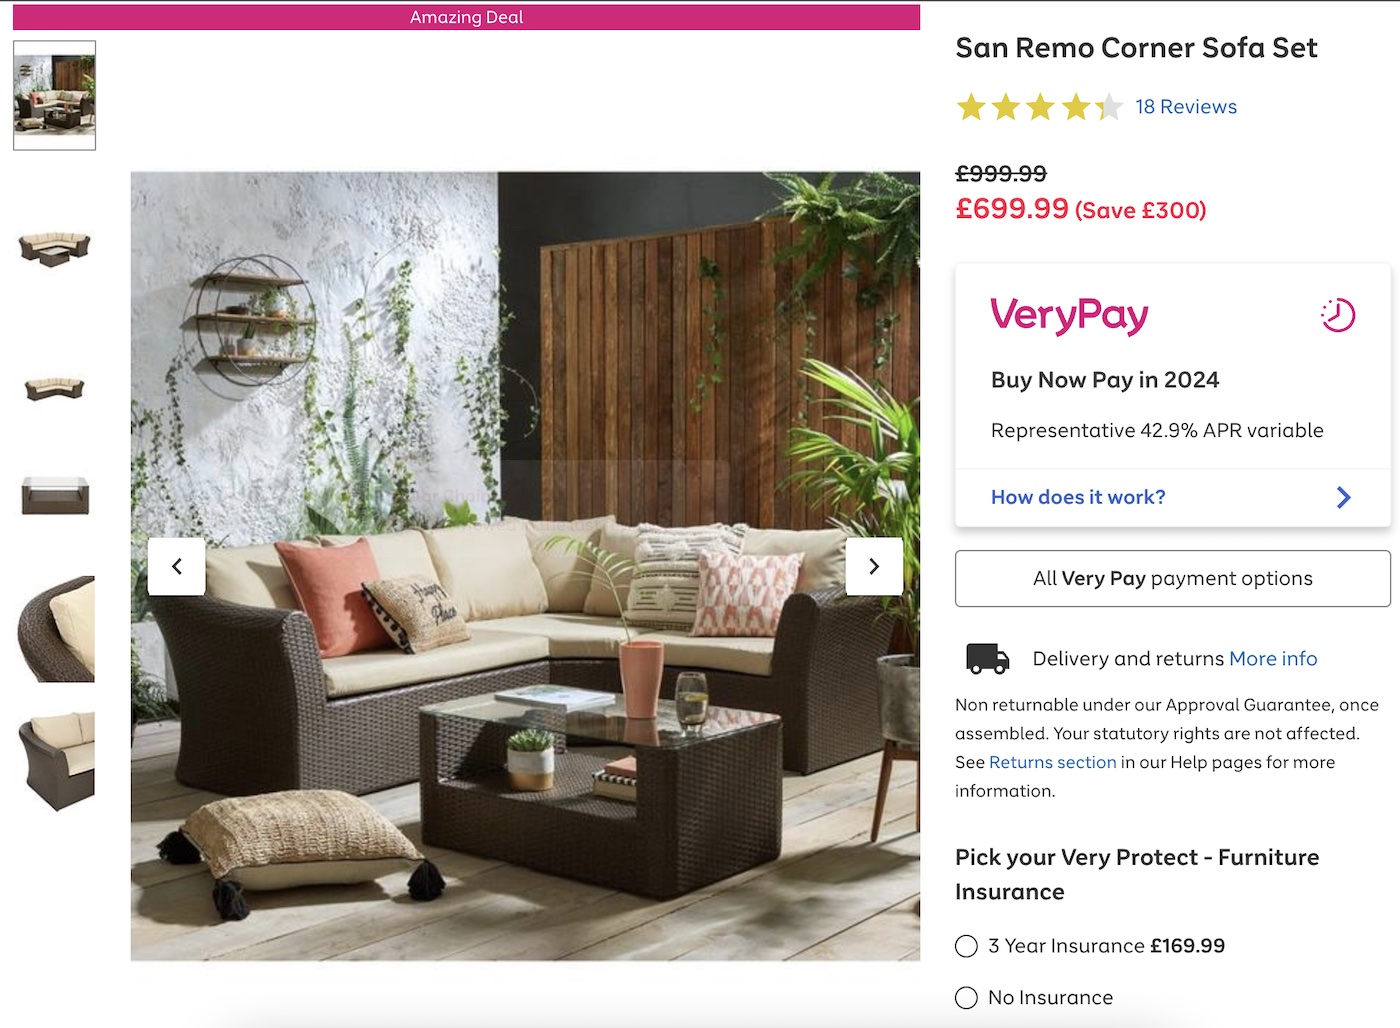 Amazing Deal
San Remo Corner Sofa Set
18 Reviews
£999.99
£699.99 (Save £300)
VeryPay
Buy Now Pay in 2024
Representative 42.9% APR variable
How does it work?
All Very Pay payment options
Delivery and returns More info
Non returnable under our Approval Guarantee, once
assembled. Your statutory rights are not affected.
See Returns section in our Help pages for more
information.
Pick your Very Protect - Furniture
Insurance
3 Year Insurance £169.99
No Insurance
Happy
Place